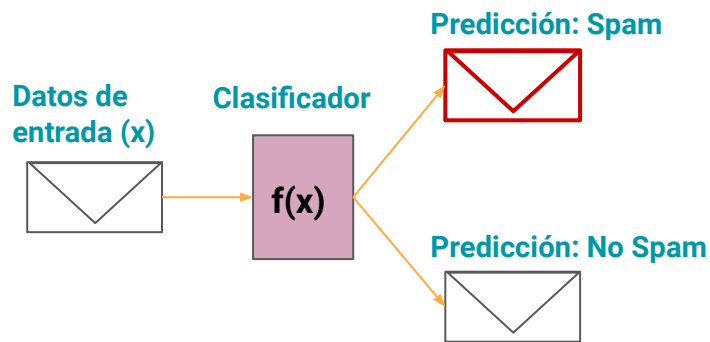 Predicción: Spam
Datos de
entrada (x)
Clasificador
f(x)
Predicción: No Spam